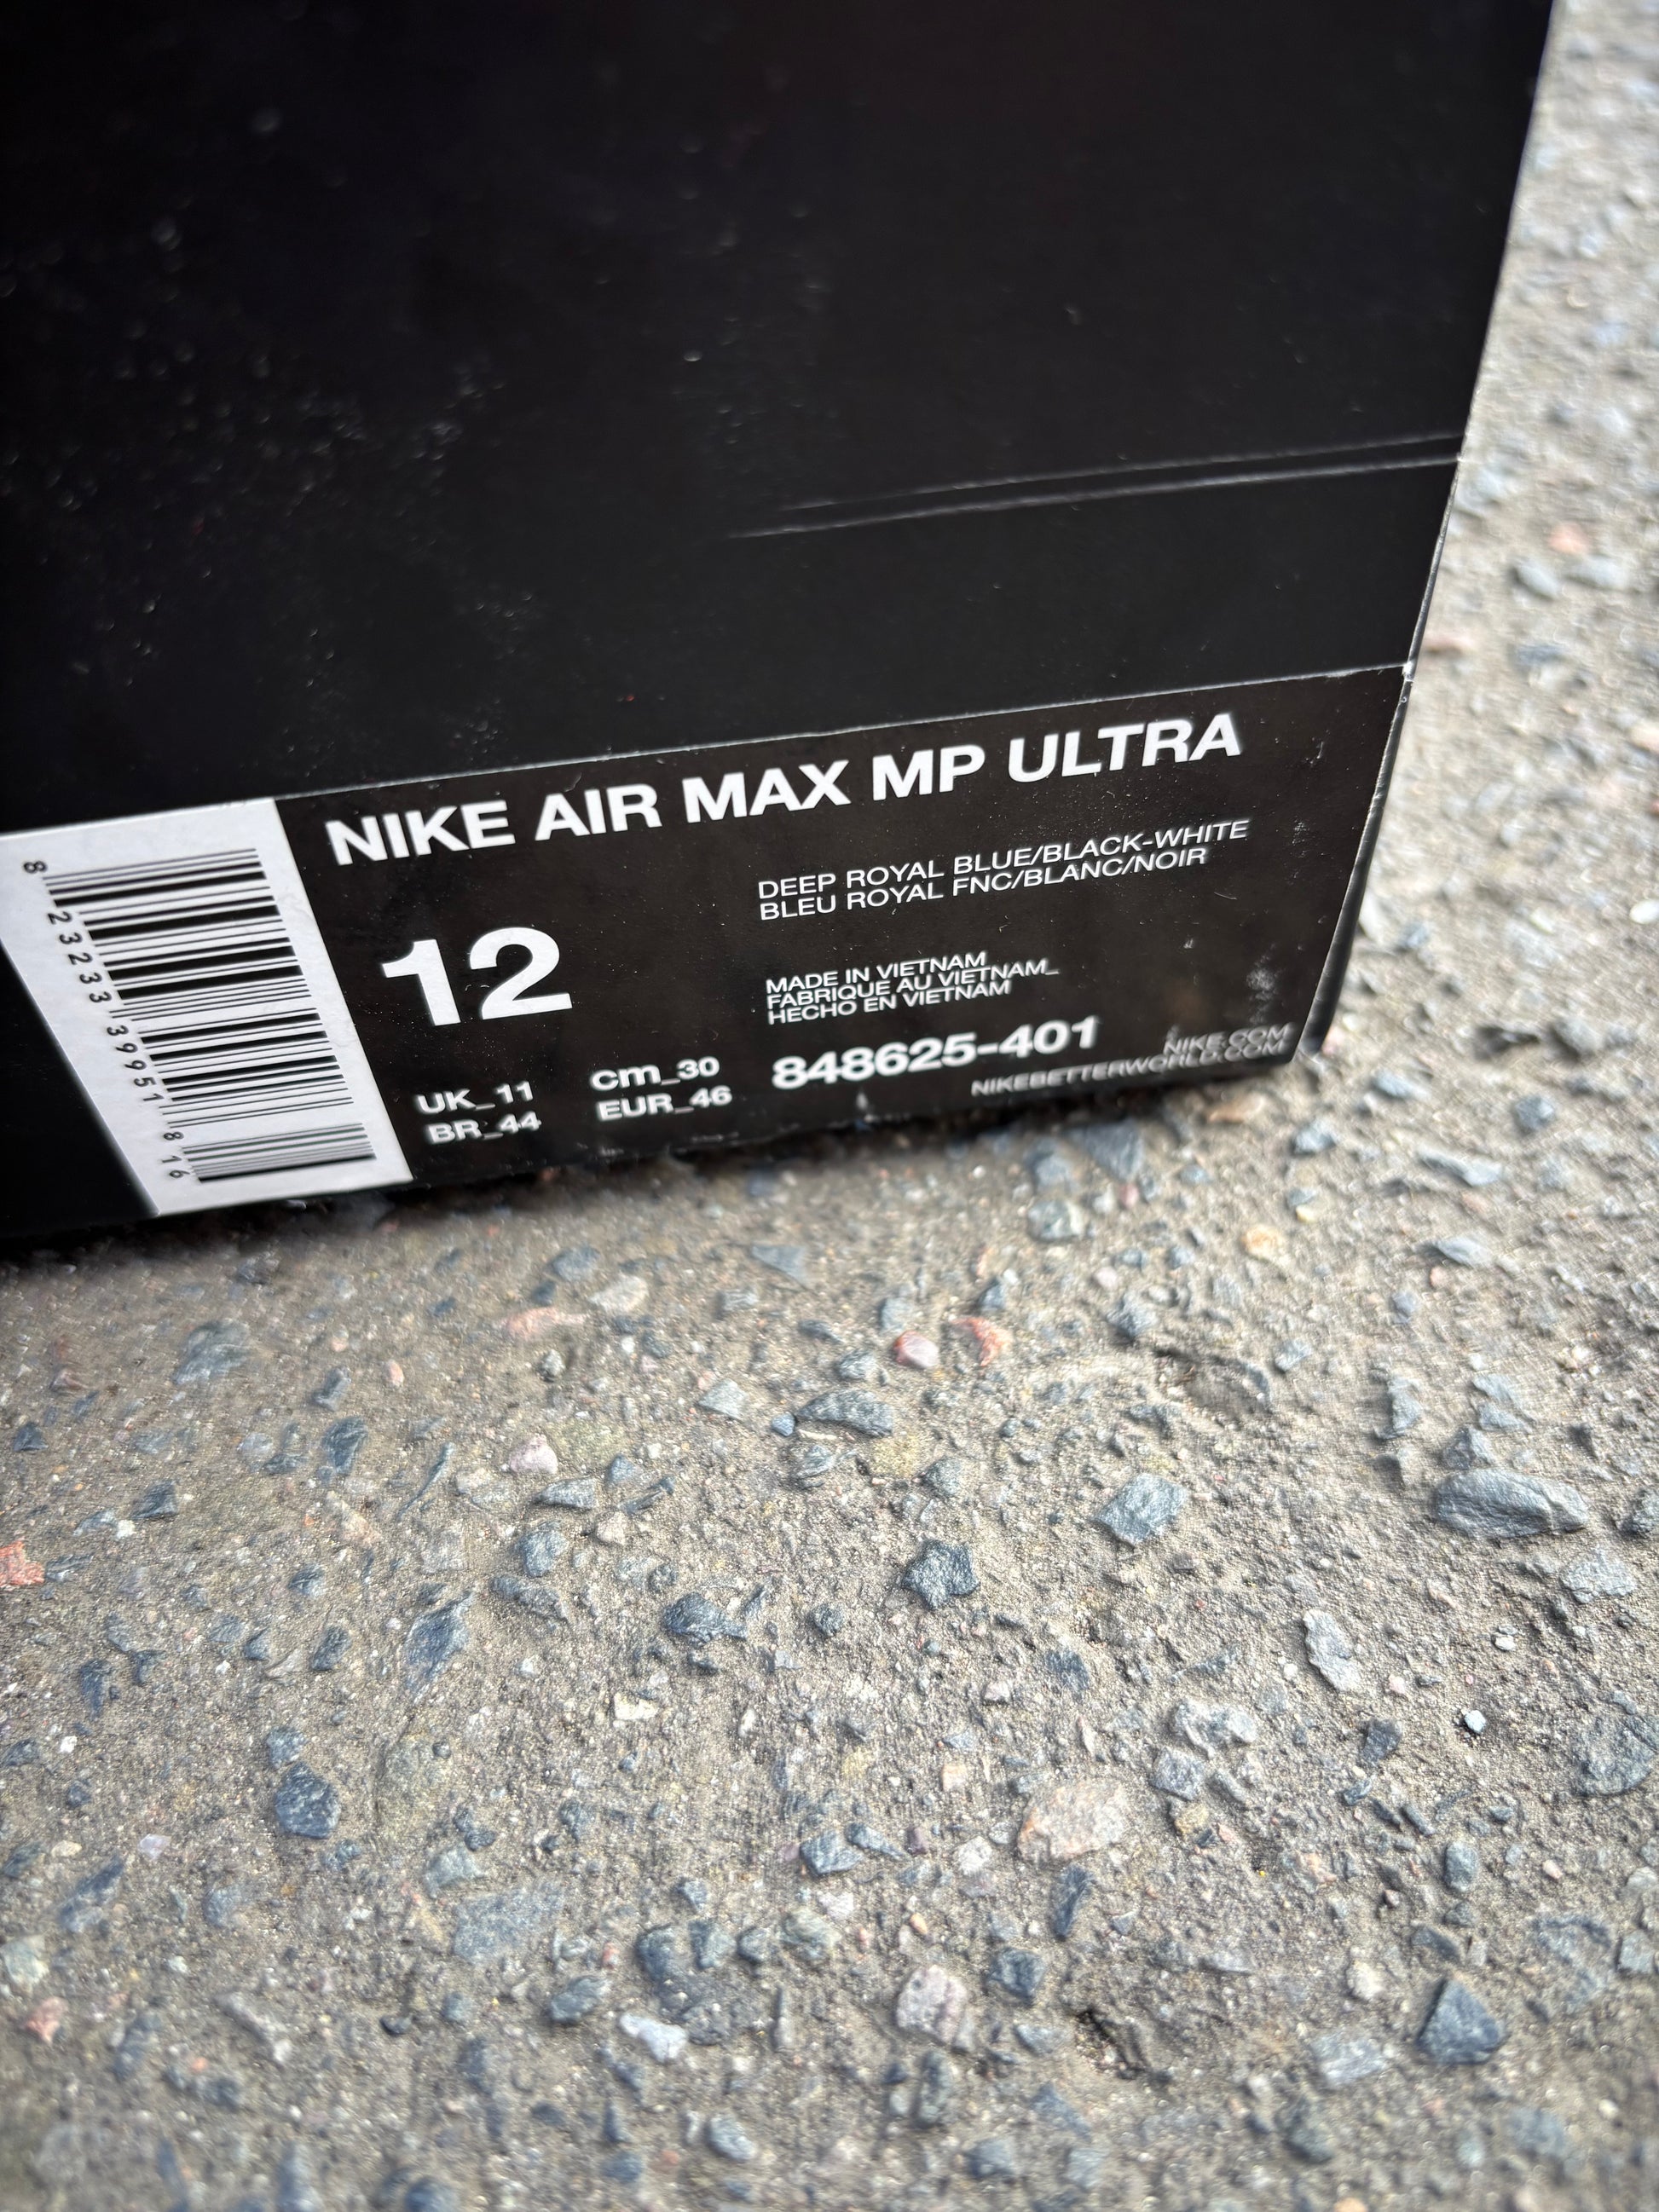 NIKE AIR MAX MP ULTRA
DEEP ROYAL BLUE/BLACK-WHITE
BLEU ROYAL FNC/BLANC/NOIR
12
MADE IN VIETNAM
FABRIQUE AU VIETNAM_
HECHO EN VIETNAM
UK_11
cm_30
BR_44
EUR_46
848625-401
NIKE.COM
NIKEBETTERWORLD.COM
8 23233 39951 8 16